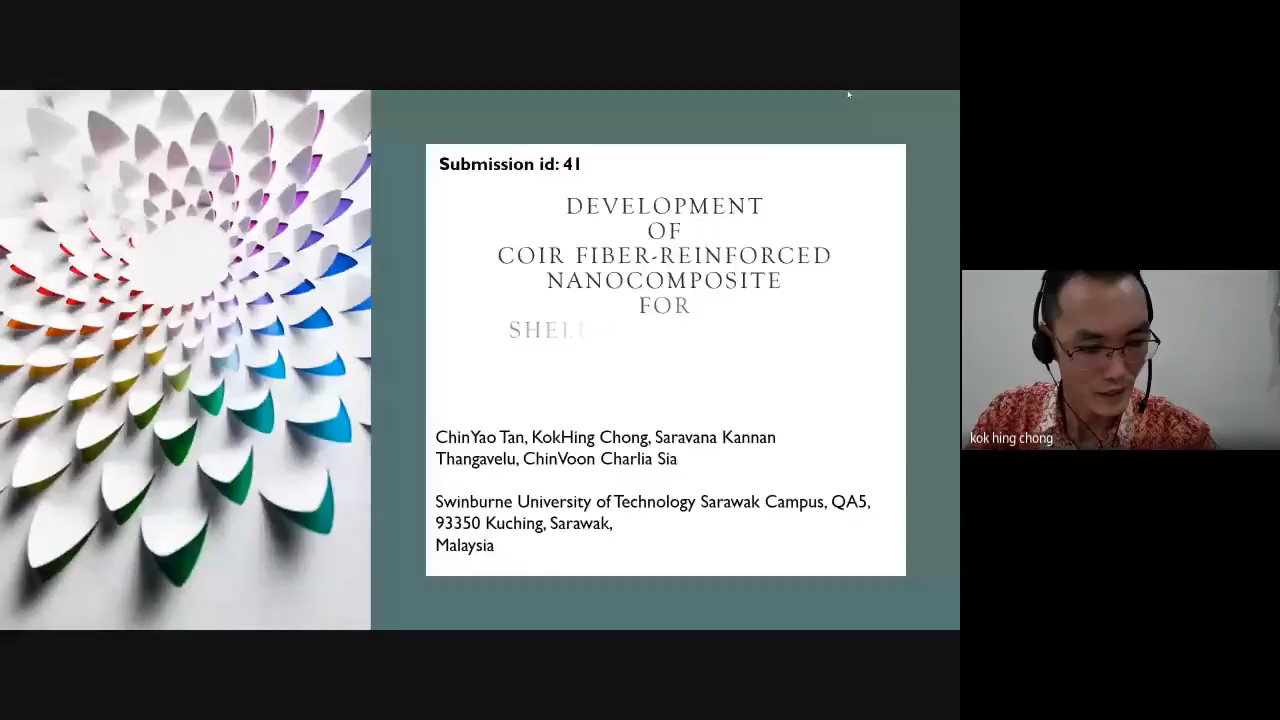 Submission id: 41
DEVELOPMENT
OF
COIR FIBER-REINFORCED
NANOCOMPOSITE
FOR
SHELL
ChinYao Tan, KokHing Chong, Saravana Kannan
Thangavelu, ChinVoon Charlia Sia
Swinburne University of Technology Sarawak Campus, QA5,
93350 Kuching, Sarawak,
Malaysia
kok hing chong